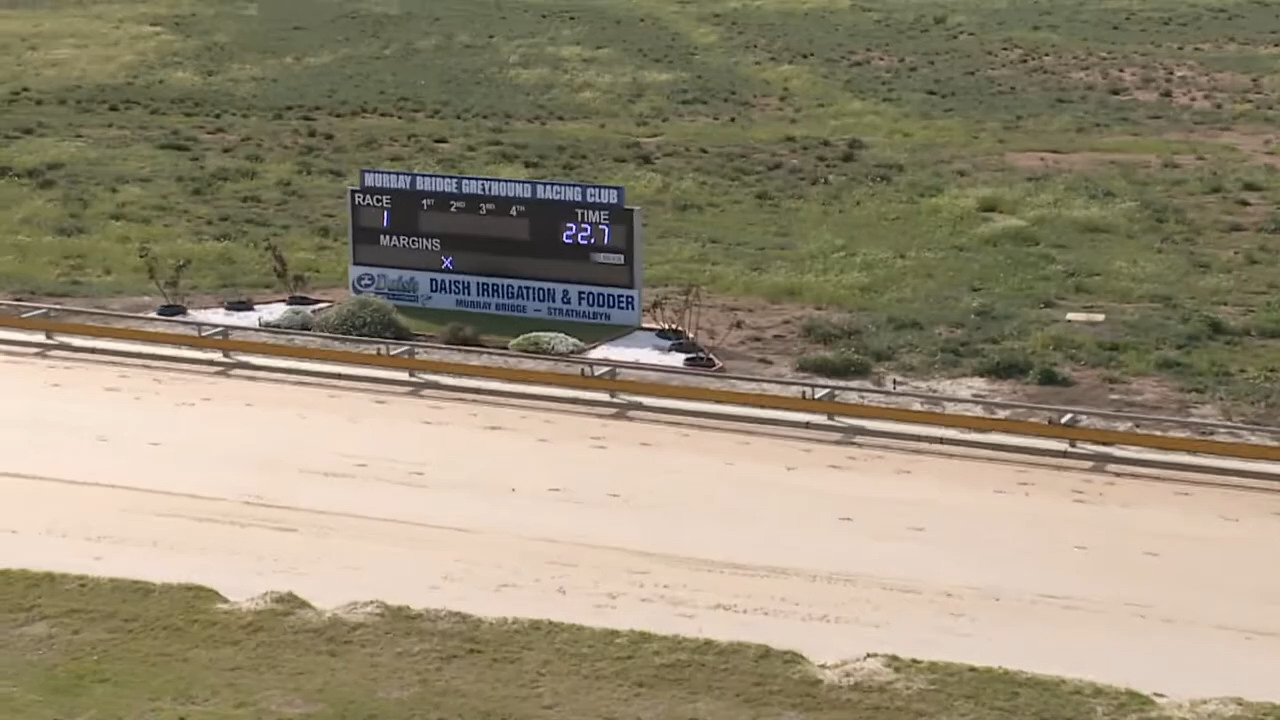 MURRAY BRIDGE GREYHOUND RACING CLUB
RACE 1ST 2ND 3RD 4TH TIME
1 22.7
MARGINS
X
Daish
DAISH IRRIGATION & FODDER
MURRAY BRIDGE — STRATHALBYN